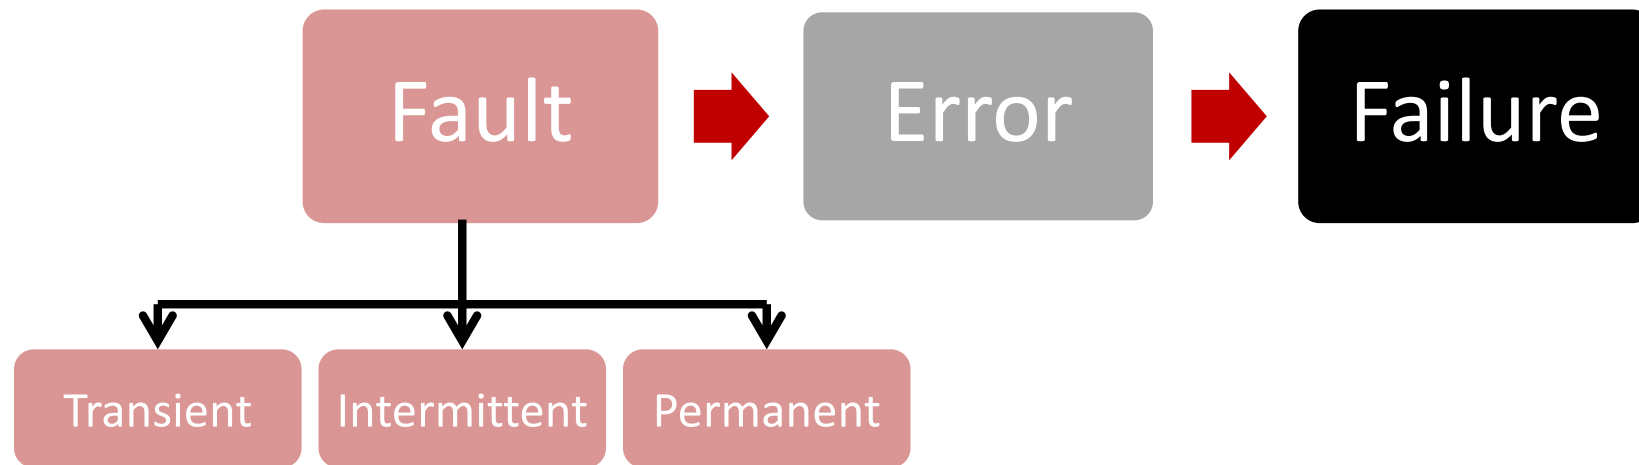 Fault
Error
Failure
Transient
Intermittent
Permanent